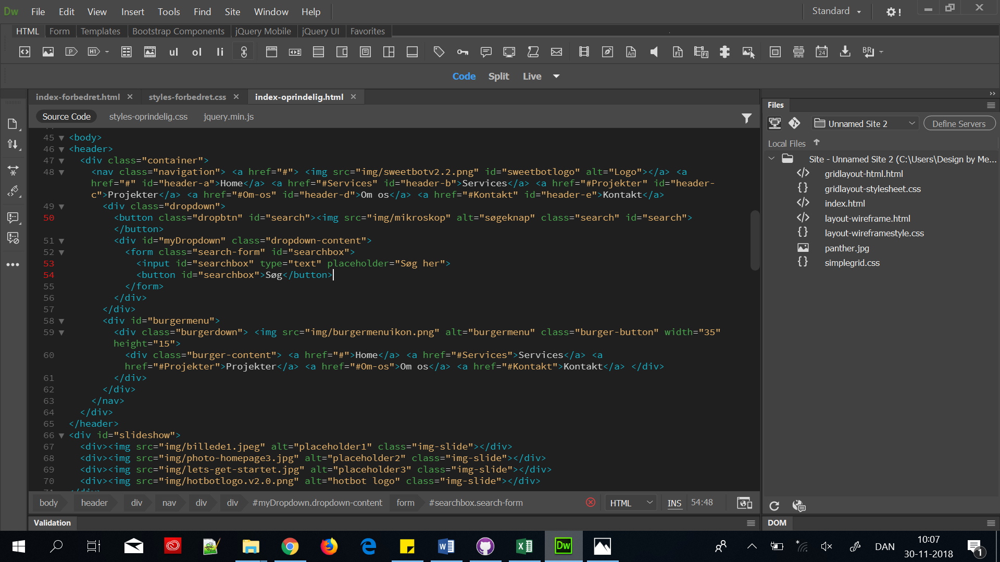 Dw File Edit View Insert Tools Find Site Window Help Standard
HTML Form Templates Bootstrap Components jQuery Mobile jQuery UI Favorites
ul ol li
Code Split Live
index-forbedret.html styles-forbedret.css index-oprindelig.html
Source Code styles-oprindelig.css jquery.min.js
45 <body>
46 <header>
47 <div class="container">
48 <nav class="navigation"> <a href="#"> <img src="img/sweetbotv2.2.png" id="sweetbotlogo" alt="Logo"></a> <a
href="#" id="header-a">Home</a> <a href="#Services" id="header-b">Services</a> <a href="#Projekter" id="header-
c">Projekter</a> <a href="#Om-os" id="header-d">Om os</a> <a href="#Kontakt" id="header-e">Kontakt</a>
49 <div class="dropdown">
50 <button class="dropbtn" id="search"><img src="img/mikroskop" alt="søgeknap" class="search" id="search">
</button>
51 <div id="myDropdown" class="dropdown-content">
52 <form class="search-form" id="searchbox">
53 <input id="searchbox" type="text" placeholder="Søg her">
54 <button id="searchbox">Søg</button>
55 </form>
56 </div>
57 </div>
58 <div id="burgermenu">
59 <div class="burgerdown"> <img src="img/burgermenuikon.png" alt="burgermenu" class="burger-button" width="35"
height="15">
60 <div class="burger-content"> <a href="#">Home</a> <a href="#Services">Services</a> <a
href="#Projekter">Projekter</a> <a href="#Om-os">Om os</a> <a href="#Kontakt">Kontakt</a> </div>
61 </div>
62 </div>
63 </nav>
64 </div>
65 </header>
66 <div id="slideshow">
67 <div><img src="img/billede1.jpeg" alt="placeholder1" class="img-slide"></div>
68 <div><img src="img/photo-homepage3.jpg" alt="placeholder2" class="img-slide"></div>
69 <div><img src="img/lets-get-startet.jpg" alt="placeholder3" class="img-slide"></div>
70 <div><img src="img/hotbotlogo.v2.0.png" alt="hotbot logo" class="img-slide"></div>
body header div nav div div #myDropdown.dropdown-content form #searchbox.search-form HTML INS 54:48
Validation
Files
Unnamed Site 2 Define Servers
Local Files
Site - Unnamed Site 2 (C:\Users\Design by Me...
gridlayout-html.html
gridlayout-stylesheet.css
index.html
layout-wireframe.html
layout-wireframestyle.css
panther.jpg
simplegrid.css
DOM
Dw
DAN
10:07
30-11-2018
1